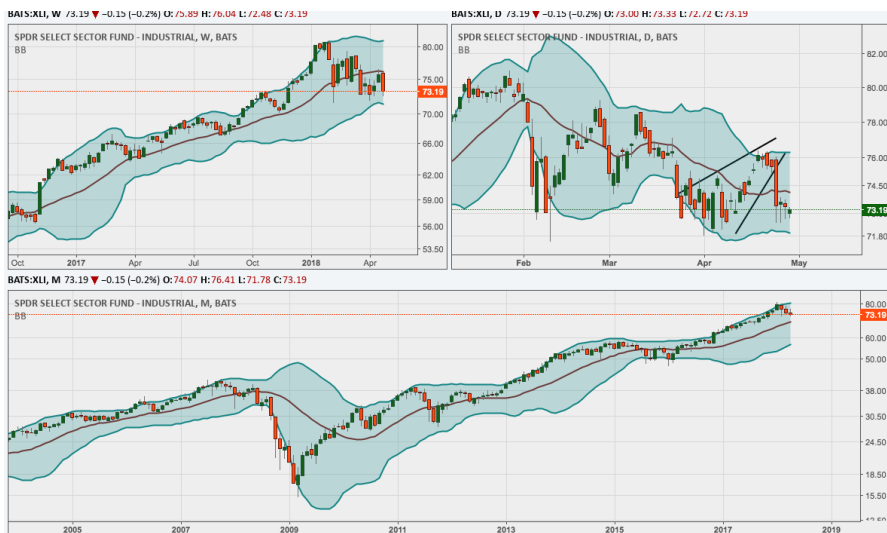 BATS:XLI, W 73.19 ▼ −0.15 (−0.2%) O:75.89 H:76.04 L:72.48 C:73.19
SPDR SELECT SECTOR FUND - INDUSTRIAL, W, BATS
BB
80.00
75.00
73.19
70.00
66.00
62.00
59.00
56.00
53.50
Oct 2017 Apr Jul Oct 2018 Apr
BATS:XLI, D 73.19 ▼ −0.15 (−0.2%) O:73.00 H:73.33 L:72.72 C:73.19
SPDR SELECT SECTOR FUND - INDUSTRIAL, D, BATS
BB
82.00
80.00
78.00
76.00
74.50
73.19
71.80
Feb Mar Apr May
BATS:XLI, M 73.19 ▼ −0.15 (−0.2%) O:74.07 H:76.41 L:71.78 C:73.19
SPDR SELECT SECTOR FUND - INDUSTRIAL, M, BATS
BB
80.00
73.19
60.00
50.00
38.00
30.50
24.50
18.50
15.50
12.50
2005 2007 2009 2011 2013 2015 2017 2019